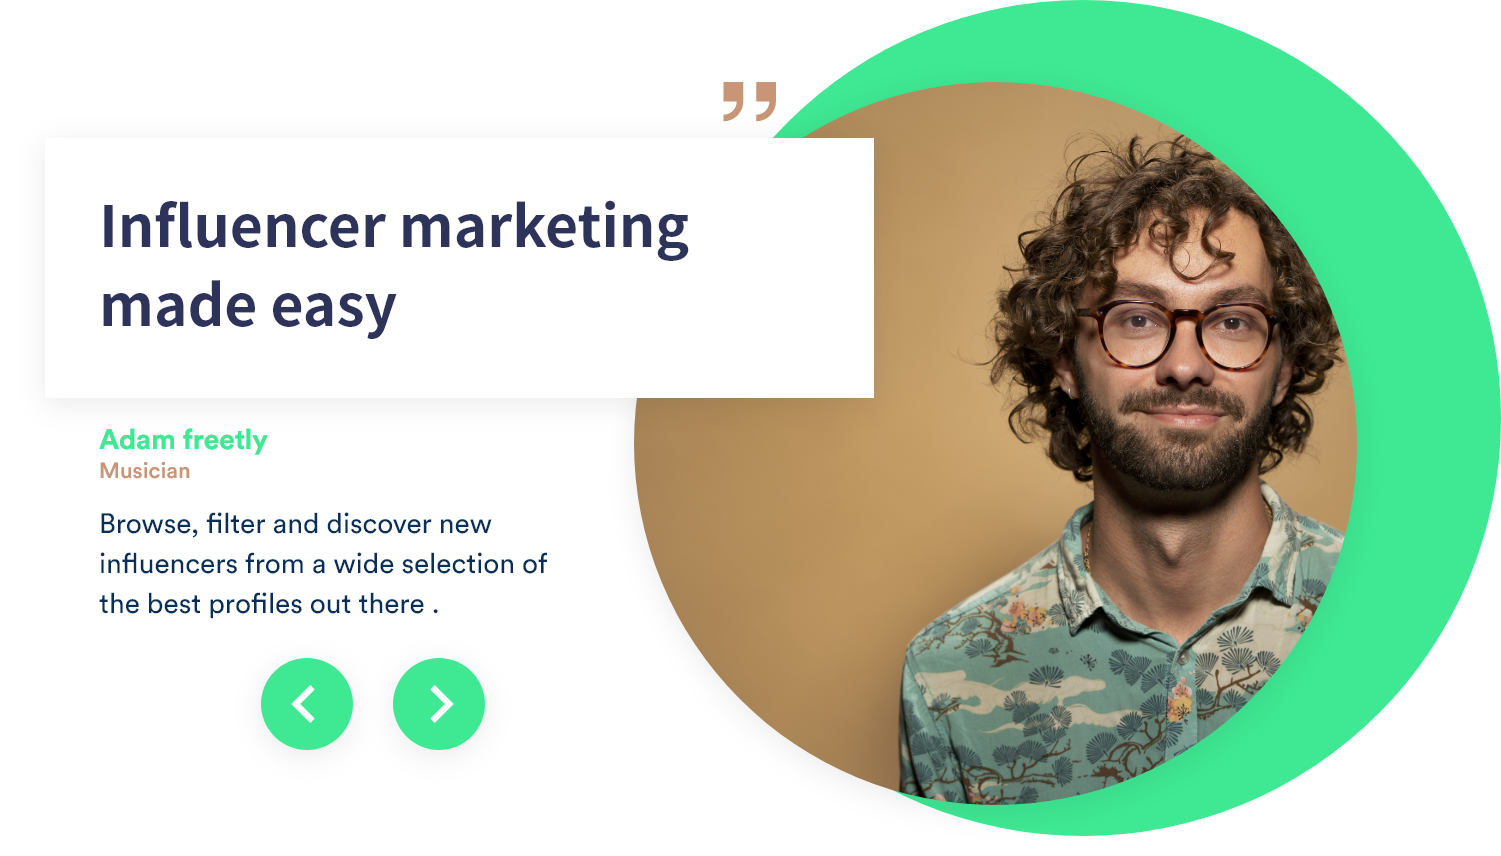 ”
Influencer marketing
made easy
Adam freetly
Musician
Browse, filter and discover new
influencers from a wide selection of
the best profiles out there .